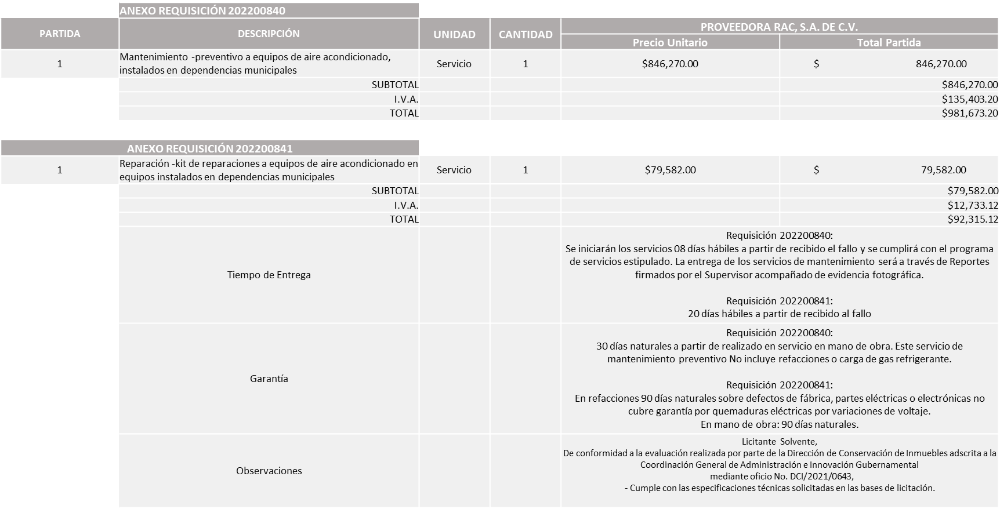 ANEXO REQUISICIÓN 202200840
PARTIDA DESCRIPCIÓN UNIDAD CANTIDAD PROVEEDORA RAC, S.A. DE C.V.
Precio Unitario Total Partida
1 Mantenimiento -preventivo a equipos de aire acondicionado, instalados en dependencias municipales Servicio 1 $846,270.00 $ 846,270.00
SUBTOTAL $846,270.00
I.V.A. $135,403.20
TOTAL $981,673.20
ANEXO REQUISICIÓN 202200841
1 Reparación -kit de reparaciones a equipos de aire acondicionado en equipos instalados en dependencias municipales Servicio 1 $79,582.00 $ 79,582.00
SUBTOTAL $79,582.00
I.V.A. $12,733.12
TOTAL $92,315.12
Tiempo de Entrega
Requisición 202200840:
Se iniciarán los servicios 08 días hábiles a partir de recibido el fallo y se cumplirá con el programa
de servicios estipulado. La entrega de los servicios de mantenimiento será a través de Reportes
firmados por el Supervisor acompañado de evidencia fotográfica.
Requisición 202200841:
20 días hábiles a partir de recibido al fallo
Garantía
Requisición 202200840:
30 días naturales a partir de realizado en servicio en mano de obra. Este servicio de
mantenimiento preventivo No incluye refacciones o carga de gas refrigerante.
Requisición 202200841:
En refacciones 90 días naturales sobre defectos de fábrica, partes eléctricas o electrónicas no
cubre garantía por quemaduras eléctricas por variaciones de voltaje.
En mano de obra: 90 días naturales.
Observaciones
Licitante Solvente,
De conformidad a la evaluación realizada por parte de la Dirección de Conservación de Inmuebles adscrita a la
Coordinación General de Administración e Innovación Gubernamental
mediante oficio No. DCI/2021/0643,
- Cumple con las especificaciones técnicas solicitadas en las bases de licitación.